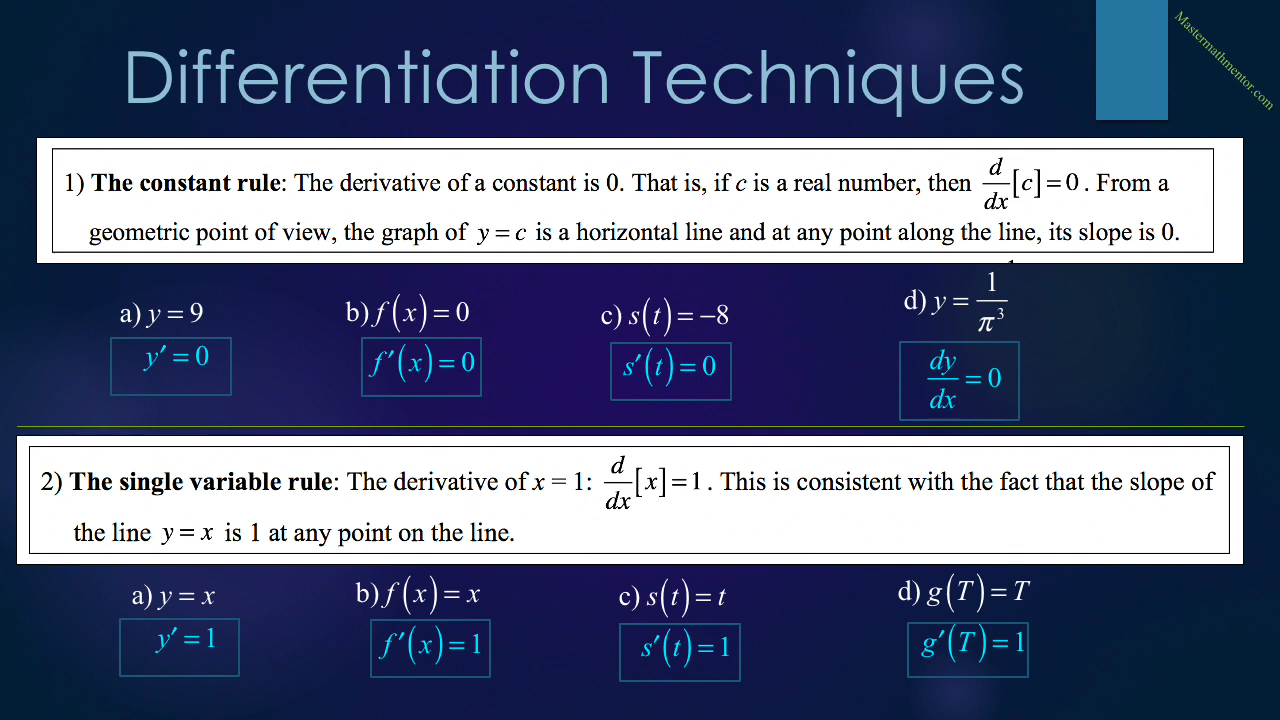 Differentiation Techniques
Mastermathmentor.com
1) The constant rule: The derivative of a constant is 0. That is, if c is a real number, then d/dx [c] = 0. From a
geometric point of view, the graph of y = c is a horizontal line and at any point along the line, its slope is 0.
a) y = 9
b) f(x) = 0
c) s(t) = −8
d) y = 1/π³
y′ = 0
f′(x) = 0
s′(t) = 0
dy/dx = 0
2) The single variable rule: The derivative of x = 1: d/dx [x] = 1. This is consistent with the fact that the slope of
the line y = x is 1 at any point on the line.
a) y = x
b) f(x) = x
c) s(t) = t
d) g(T) = T
y′ = 1
f′(x) = 1
s′(t) = 1
g′(T) = 1